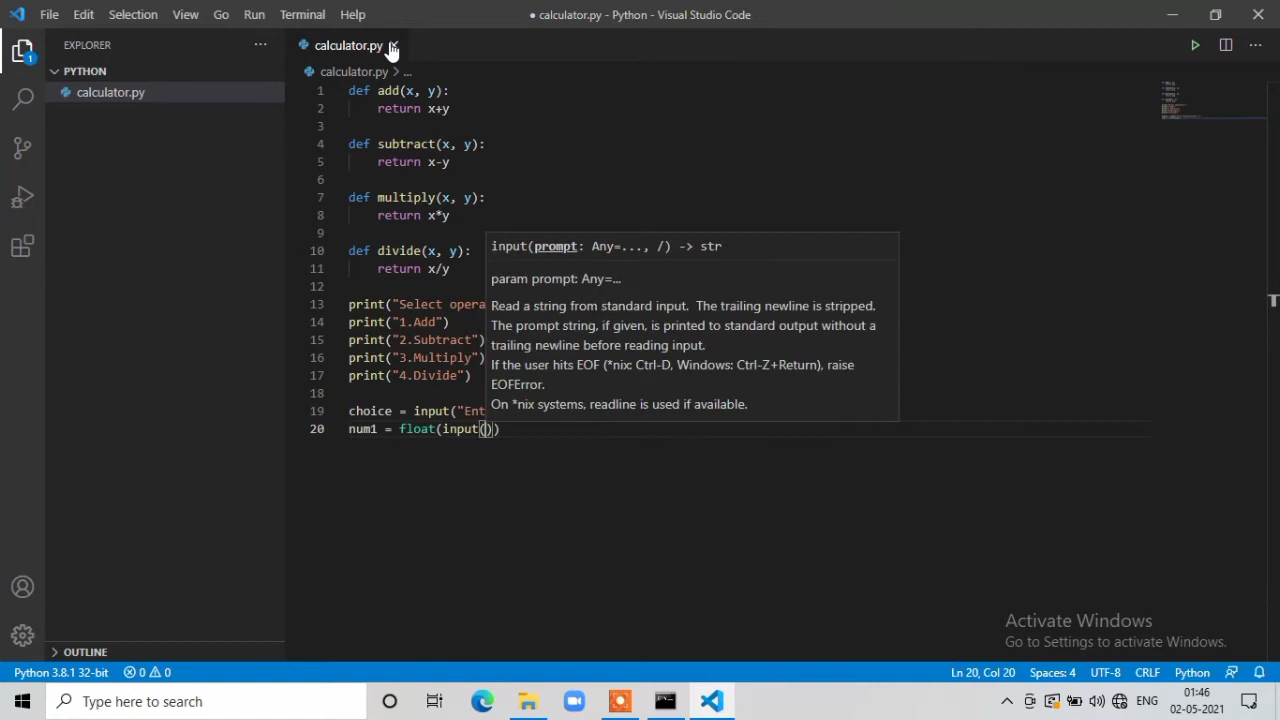 File Edit Selection View Go Run Terminal Help
● calculator.py - Python - Visual Studio Code
EXPLORER
calculator.py
PYTHON
calculator.py > ...
calculator.py
1 def add(x, y):
2 return x+y
3
4 def subtract(x, y):
5 return x-y
6
7 def multiply(x, y):
8 return x*y
9
10 def divide(x, y):
11 return x/y
12
13 print("Select opera
14 print("1.Add")
15 print("2.Subtract")
16 print("3.Multiply")
17 print("4.Divide")
18
19 choice = input("Ent
20 num1 = float(input())
input(prompt: Any=..., /) -> str
param prompt: Any=...
Read a string from standard input. The trailing newline is stripped.
The prompt string, if given, is printed to standard output without a
trailing newline before reading input.
If the user hits EOF (*nix: Ctrl-D, Windows: Ctrl-Z+Return), raise
EOFError.
On *nix systems, readline is used if available.
Activate Windows
Go to Settings to activate Windows.
OUTLINE
1
Python 3.8.1 32-bit 0 0 Ln 20, Col 20 Spaces: 4 UTF-8 CRLF Python
Type here to search
ENG
01:46
02-05-2021